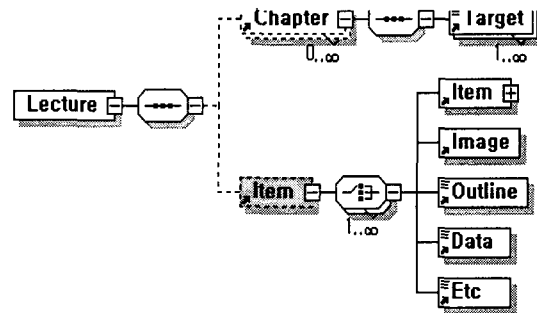 Chapter
Target
0..∞
1..∞
Lecture
Item
Image
Item
1..∞
Outline
Data
Etc